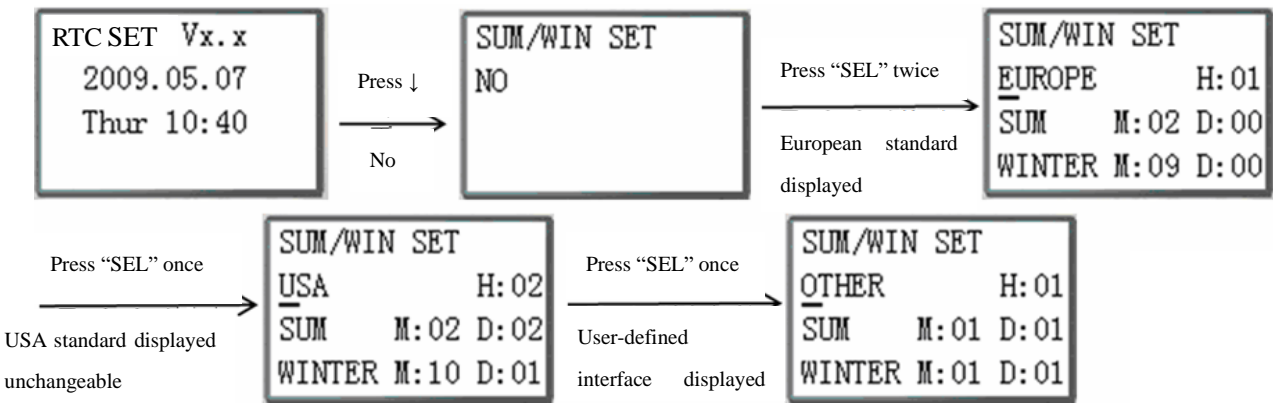 RTC SET Vx.x
2009.05.07
Thur 10:40
Press ↓
No
SUM/WIN SET
NO
Press “SEL” twice
European standard
displayed
SUM/WIN SET
EUROPE H:01
SUM M:02 D:00
WINTER M:09 D:00
Press “SEL” once
USA standard displayed
unchangeable
SUM/WIN SET
USA H:02
SUM M:02 D:02
WINTER M:10 D:01
Press “SEL” once
User-defined
interface displayed
SUM/WIN SET
OTHER H:01
SUM M:01 D:01
WINTER M:01 D:01